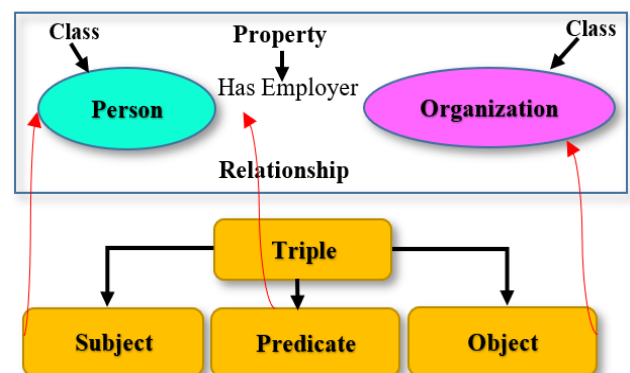 Class
Property
Class
Has Employer
Person
Organization
Relationship
Triple
Subject
Predicate
Object